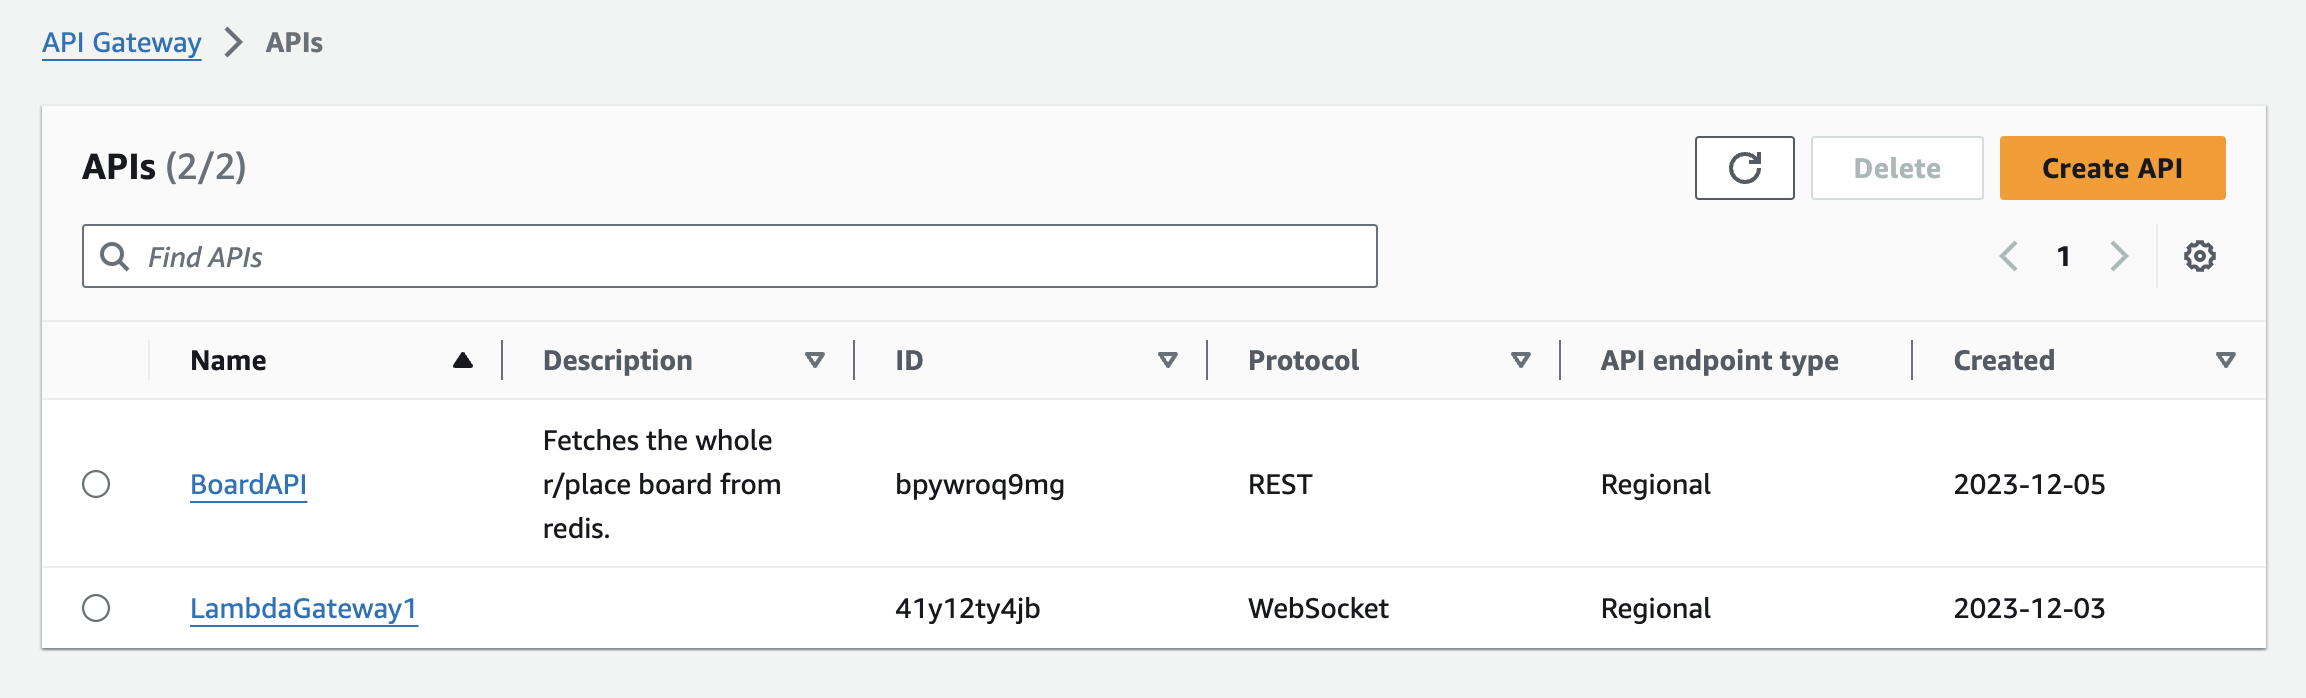 API Gateway > APIs
APIs (2/2)
Delete
Create API
Find APIs
1
Name Description ID Protocol API endpoint type Created
BoardAPI Fetches the whole r/place board from redis. bpywroq9mg REST Regional 2023-12-05
LambdaGateway1 41y12ty4jb WebSocket Regional 2023-12-03